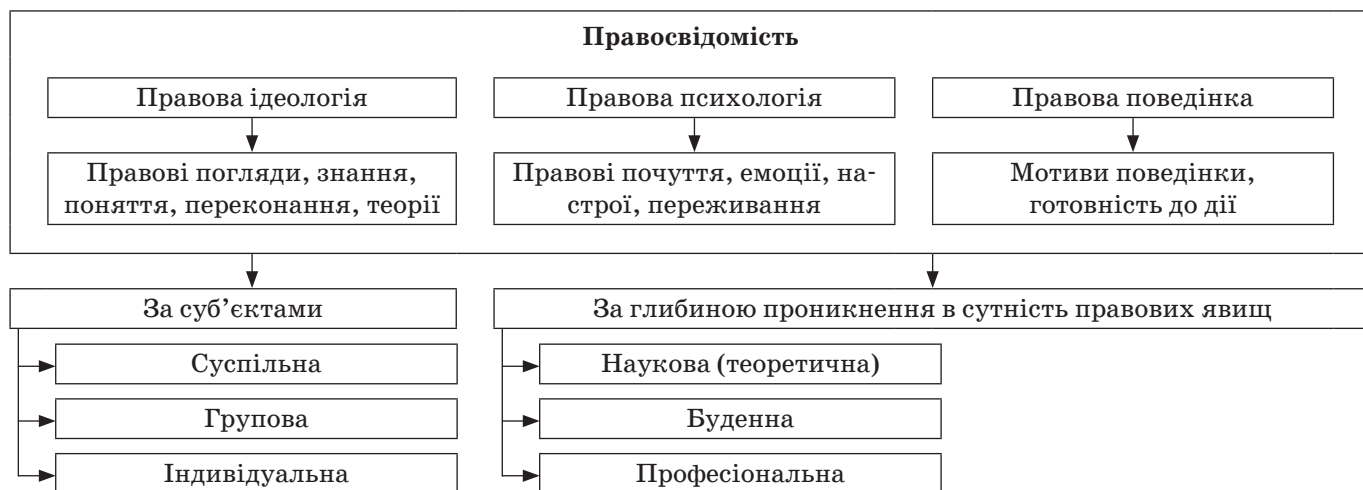 Правосвідомість
Правова ідеологія
Правова психологія
Правова поведінка
Правові погляди, знання,
поняття, переконання, теорії
Правові почуття, емоції, на-
строї, переживання
Мотиви поведінки,
готовність до дії
За суб’єктами
За глибиною проникнення в сутність правових явищ
Суспільна
Групова
Індивідуальна
Наукова (теоретична)
Буденна
Професіональна